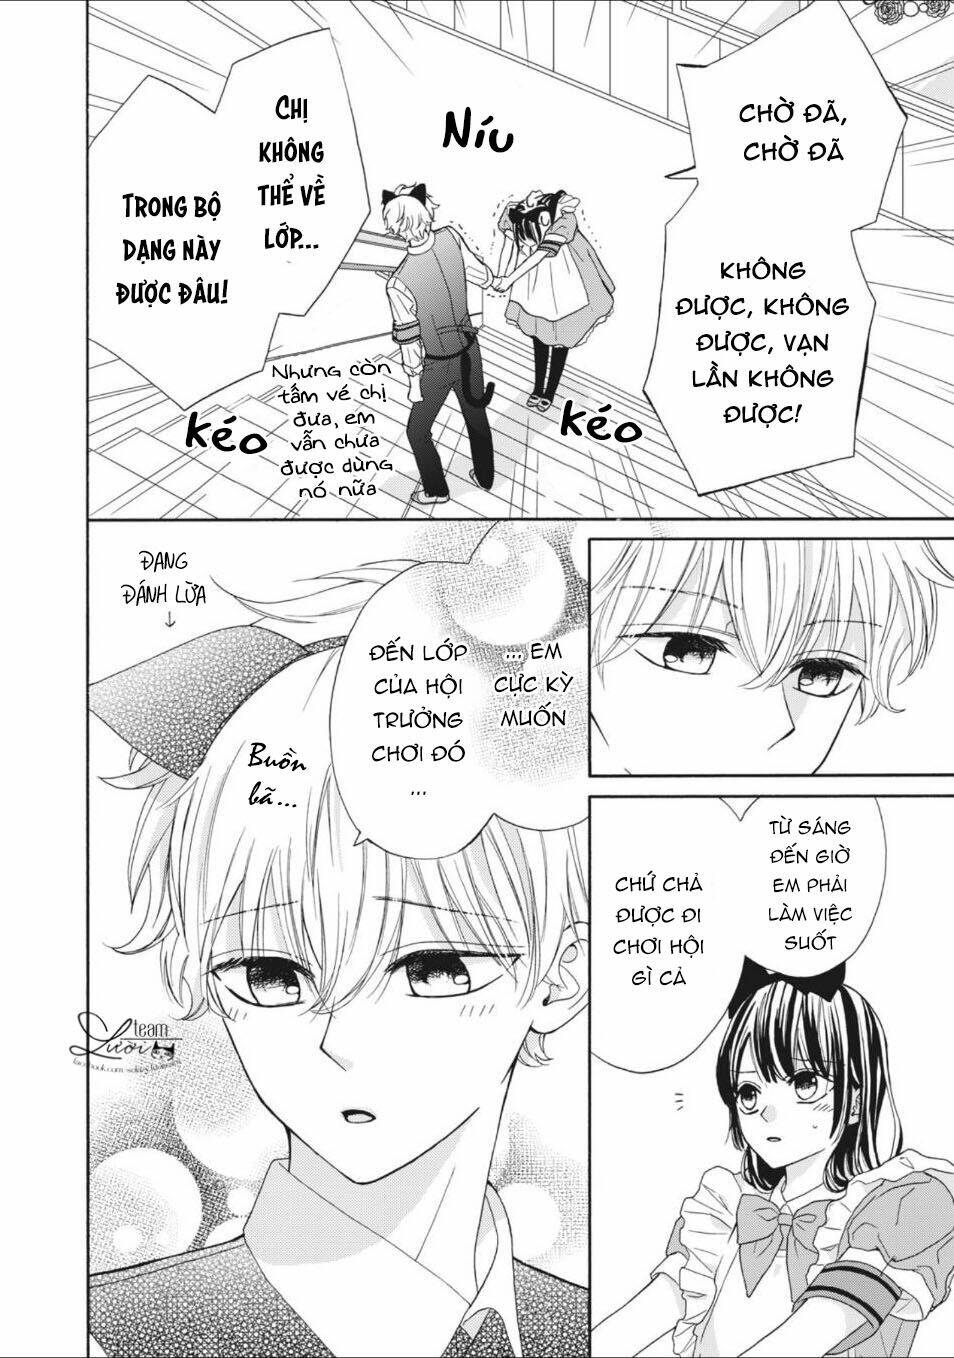 CHỜ ĐÃ,
CHỜ ĐÃ
KHÔNG
ĐƯỢC, KHÔNG
ĐƯỢC, VẠN
LẦN KHÔNG
ĐƯỢC!
Níu
CHỊ
KHÔNG
THỂ VỀ
LỚP...
TRONG BỘ
DẠNG NÀY
ĐƯỢC ĐÂU!
kéo
kéo
Nhưng còn
tấm vé chị
đưa, em
vẫn chưa
được dùng
nó nữa
... EM
CỰC KỲ
MUỐN
ĐẾN LỚP
CỦA HỘI
TRƯỞNG
CHƠI ĐÓ
...
ĐANG
ĐÁNH LỪA
↓
Buồn
bã...
TỪ SÁNG
ĐẾN GIỜ
EM PHẢI
LÀM VIỆC
SUỐT
CHỨ CHẢ
ĐƯỢC ĐI
CHƠI HỘI
GÌ CẢ
team
Lười